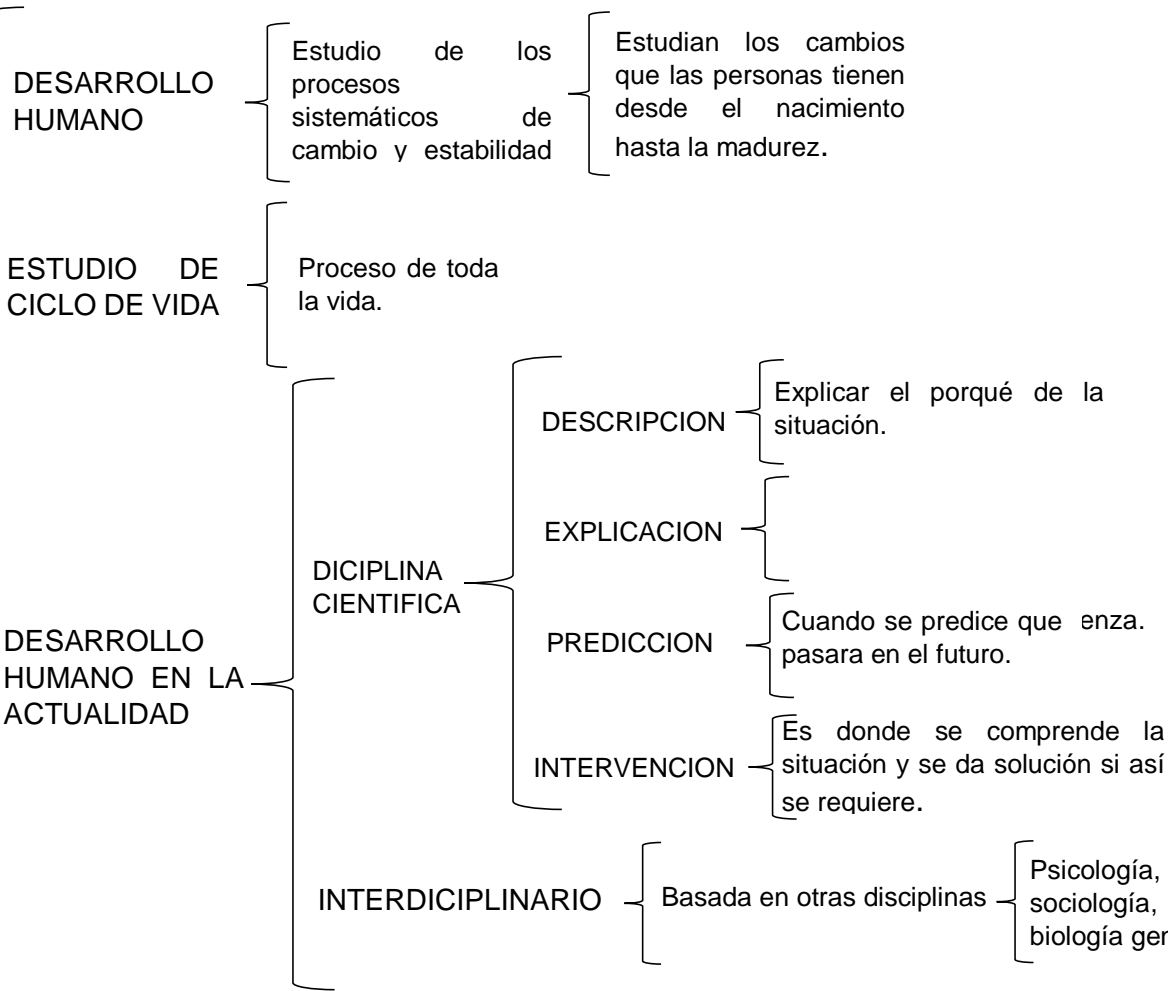 DESARROLLO
HUMANO
Estudio de los
procesos
sistemáticos de
cambio y estabilidad
Estudian los cambios
que las personas tienen
desde el nacimiento
hasta la madurez.
ESTUDIO DE
CICLO DE VIDA
Proceso de toda
la vida.
DESARROLLO
HUMANO EN LA
ACTUALIDAD
DICIPLINA
CIENTIFICA
DESCRIPCION
Explicar el porqué de la
situación.
EXPLICACION
PREDICCION
Cuando se predice que enza.
pasara en el futuro.
INTERVENCION
Es donde se comprende la
situación y se da solución si así
se requiere.
INTERDICIPLINARIO
Basada en otras disciplinas
Psicología,
sociología,
biología